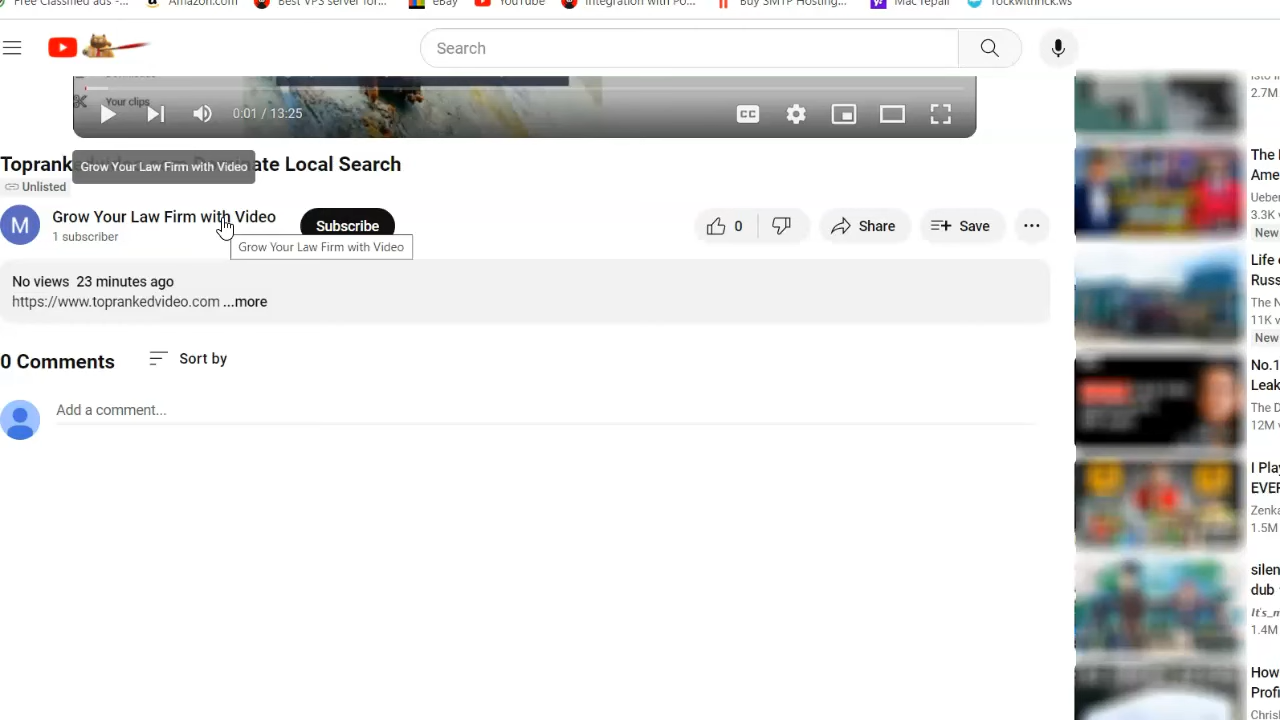 Free Classified ads -...
Amazon.com
Best VPS server for...
eBay
YouTube
Integration with Po...
Buy SMTP Hosting...
Mac repair
rockwithrick.ws
Search
Your clips
0:01 / 13:25
CC
Grow Your Law Firm with Video
Toprank ate Local Search
Unlisted
M
Grow Your Law Firm with Video
1 subscriber
Subscribe
Grow Your Law Firm with Video
0
Share
Save
No views 23 minutes ago
https://www.toprankedvideo.com ...more
0 Comments
Sort by
Add a comment...
2.7M
The
Ame
Ueber
3.3K v
New
Life
Russ
The N
11K v
New
No.1
Leak
The D
12M v
I Play
EVER
Zenka
1.5M
silen
dub
It's_m
1.4M
How
Profi
Chris